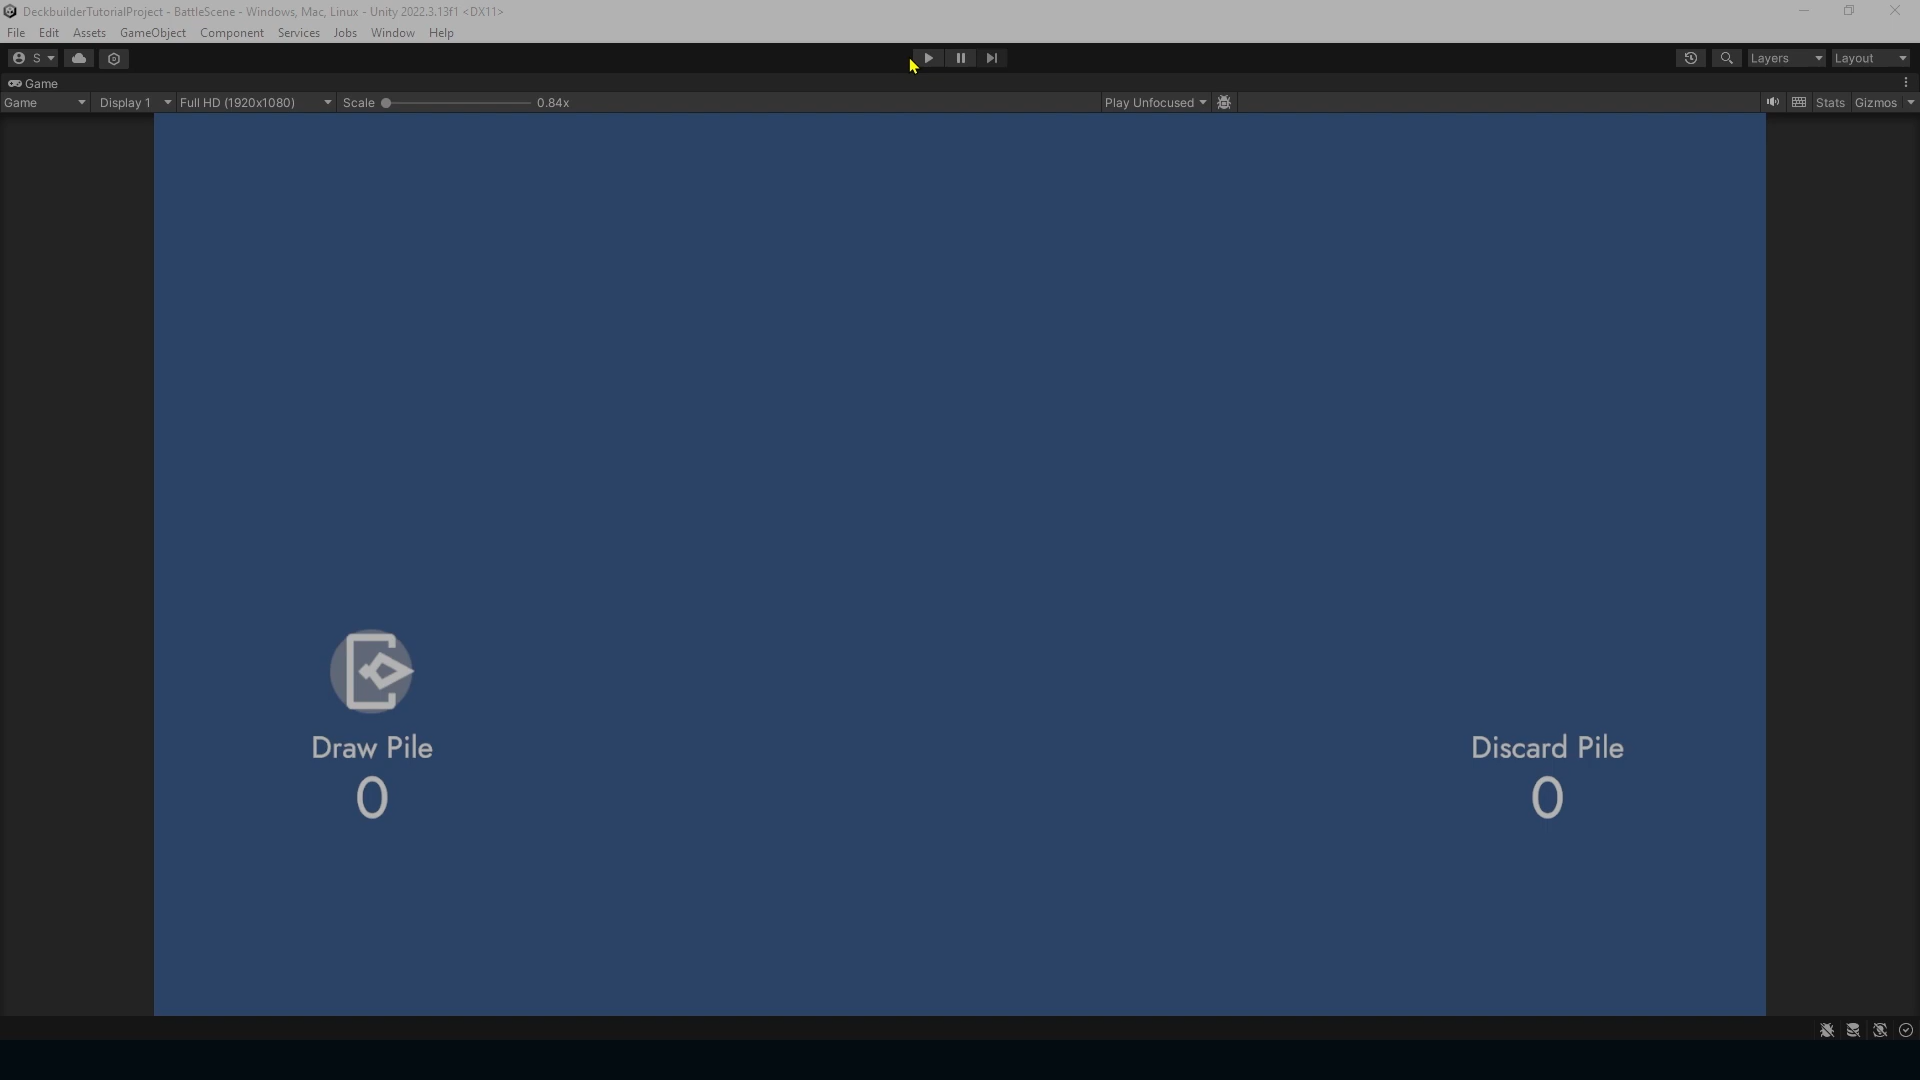 DeckbuilderTutorialProject - BattleScene - Windows, Mac, Linux - Unity 2022.3.13f1 <DX11>
File Edit Assets GameObject Component Services Jobs Window Help
S Layers Layout
Game
Game Display 1 Full HD (1920x1080) Scale 0.84x Play Unfocused Stats Gizmos
Draw Pile
0
Discard Pile
0